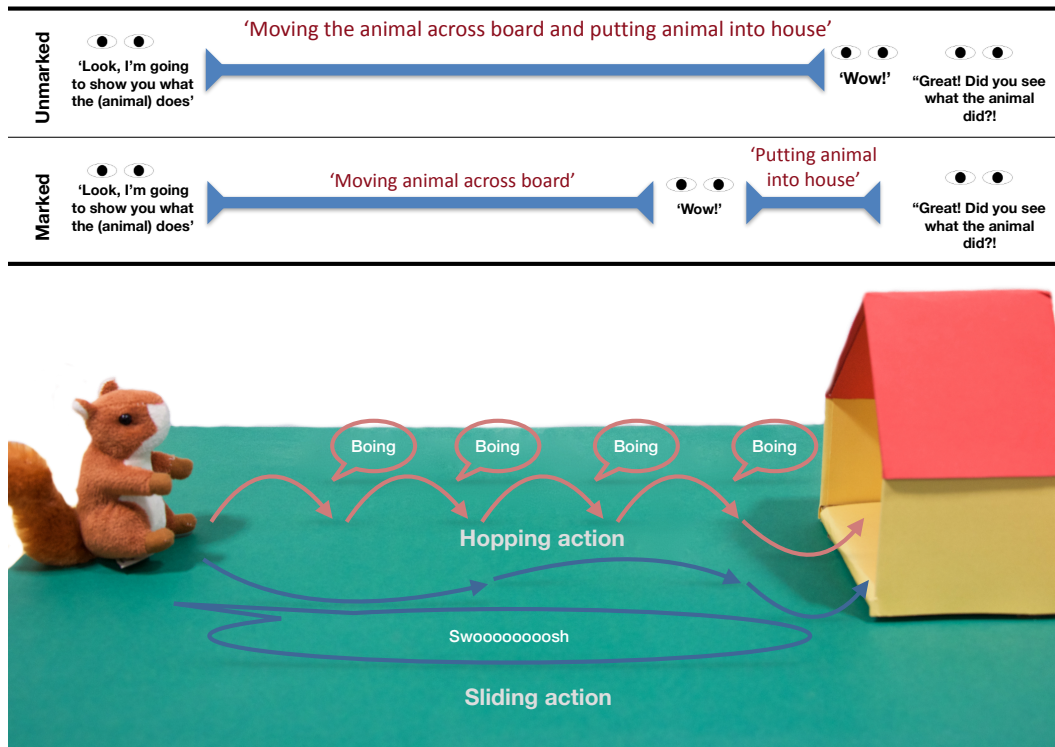 Unmarked
'Look, I'm going
to show you what
the (animal) does'
'Moving the animal across board and putting animal into house'
'Wow!'
"Great! Did you see
what the animal
did?!
Marked
'Look, I'm going
to show you what
the (animal) does'
'Moving animal across board'
'Wow!'
'Putting animal
into house'
"Great! Did you see
what the animal
did?!
Boing
Boing
Boing
Boing
Hopping action
Swoooooooosh
Sliding action